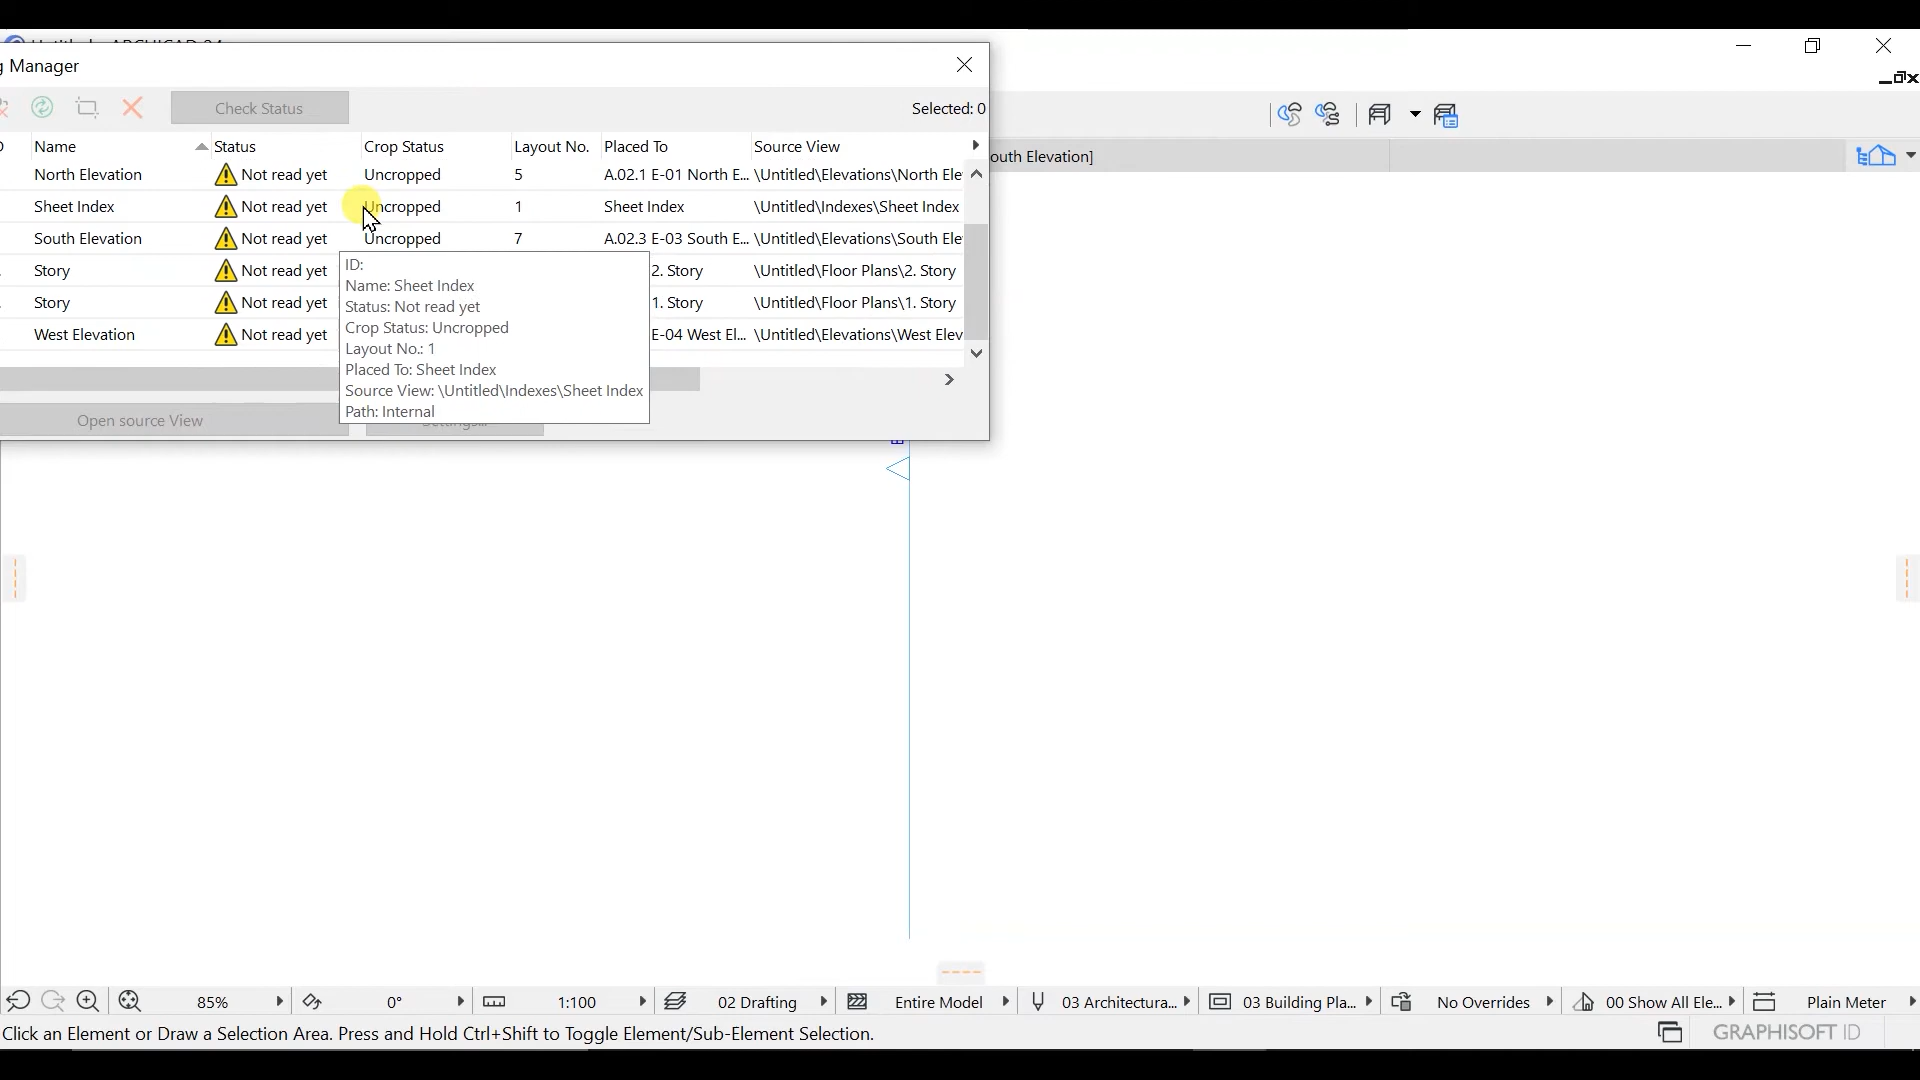 g Manager
Check Status
Selected: 0
Name Status Crop Status Layout No. Placed To Source View
North Elevation Not read yet Uncropped 5 A.02.1 E-01 North E... \Untitled\Elevations\North Ele
Sheet Index Not read yet Uncropped 1 Sheet Index \Untitled\Indexes\Sheet Index
South Elevation Not read yet Uncropped 7 A.02.3 E-03 South E... \Untitled\Elevations\South Ele
Story Not read yet 2. Story \Untitled\Floor Plans\2. Story
Story Not read yet 1. Story \Untitled\Floor Plans\1. Story
West Elevation Not read yet E-04 West El... \Untitled\Elevations\West Elev
ID:
Name: Sheet Index
Status: Not read yet
Crop Status: Uncropped
Layout No.: 1
Placed To: Sheet Index
Source View: \Untitled\Indexes\Sheet Index
Path: Internal
Open source View
outh Elevation]
85% 0° 1:100 02 Drafting Entire Model 03 Architectura... 03 Building Pla... No Overrides 00 Show All Ele... Plain Meter
Click an Element or Draw a Selection Area. Press and Hold Ctrl+Shift to Toggle Element/Sub-Element Selection.
GRAPHISOFT ID